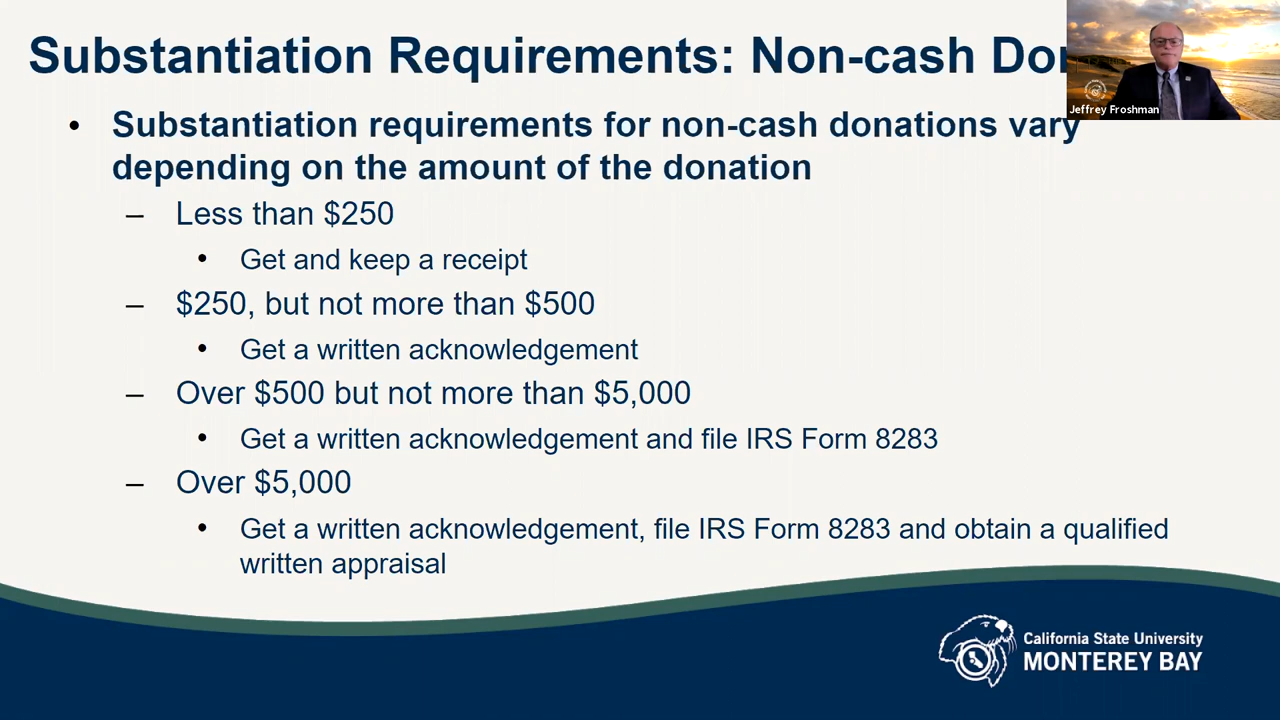 Substantiation Requirements: Non-cash Do
Jeffrey Froshman
• Substantiation requirements for non-cash donations vary
depending on the amount of the donation
– Less than $250
• Get and keep a receipt
– $250, but not more than $500
• Get a written acknowledgement
– Over $500 but not more than $5,000
• Get a written acknowledgement and file IRS Form 8283
– Over $5,000
• Get a written acknowledgement, file IRS Form 8283 and obtain a qualified
written appraisal
California State University
MONTEREY BAY